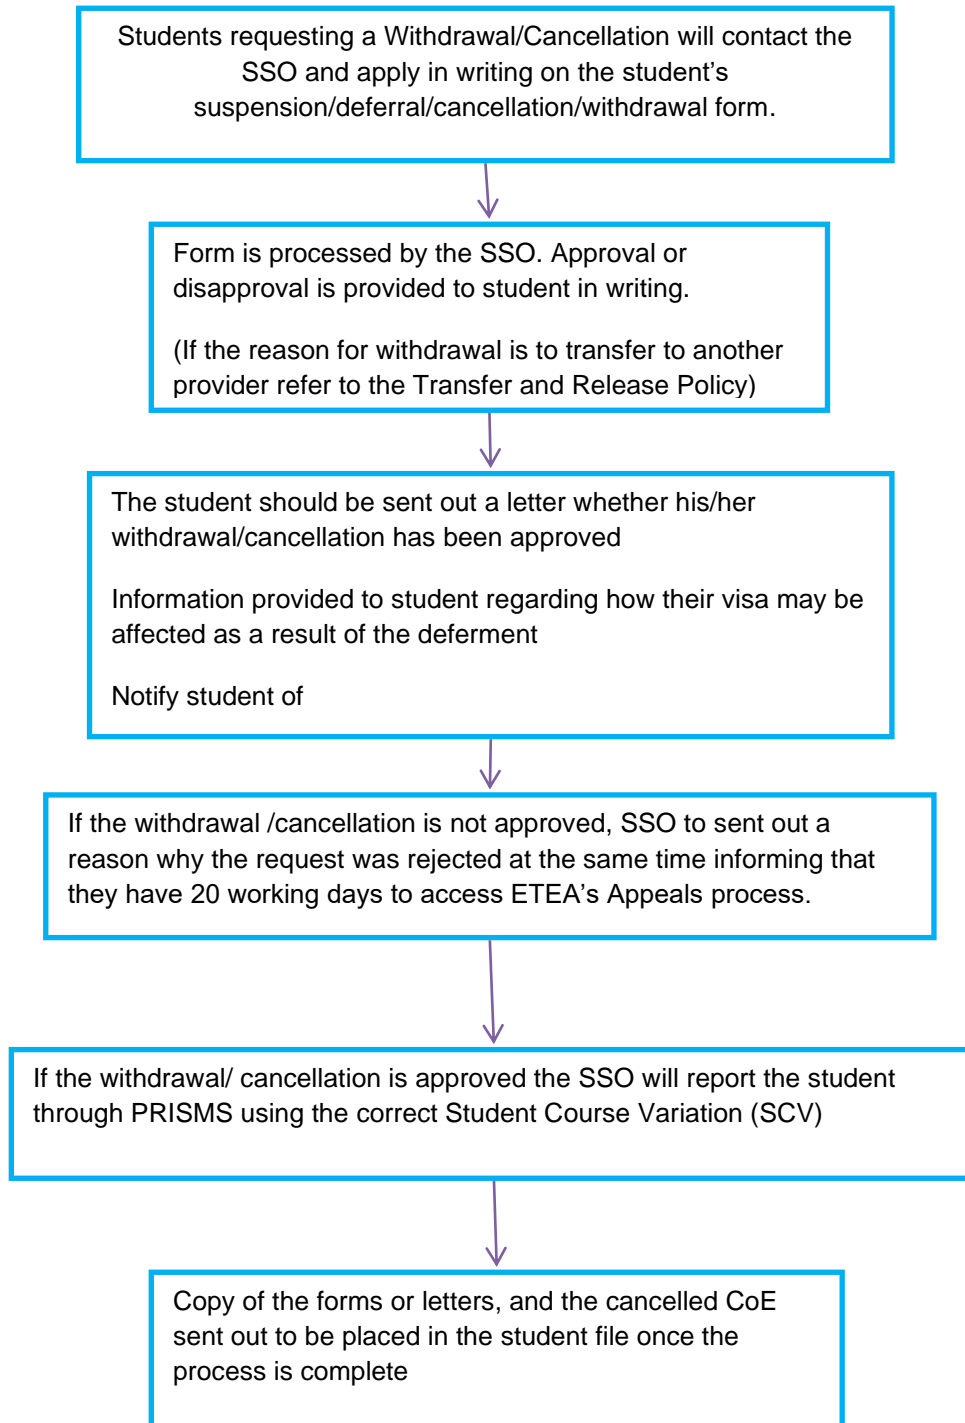 Students requesting a Withdrawal/Cancellation will contact the
SSO and apply in writing on the student’s
suspension/deferral/cancellation/withdrawal form.
Form is processed by the SSO. Approval or
disapproval is provided to student in writing.
(If the reason for withdrawal is to transfer to another
provider refer to the Transfer and Release Policy)
The student should be sent out a letter whether his/her
withdrawal/cancellation has been approved
Information provided to student regarding how their visa may be
affected as a result of the deferment
Notify student of
If the withdrawal /cancellation is not approved, SSO to sent out a
reason why the request was rejected at the same time informing that
they have 20 working days to access ETEA’s Appeals process.
If the withdrawal/ cancellation is approved the SSO will report the student
through PRISMS using the correct Student Course Variation (SCV)
Copy of the forms or letters, and the cancelled CoE
sent out to be placed in the student file once the
process is complete